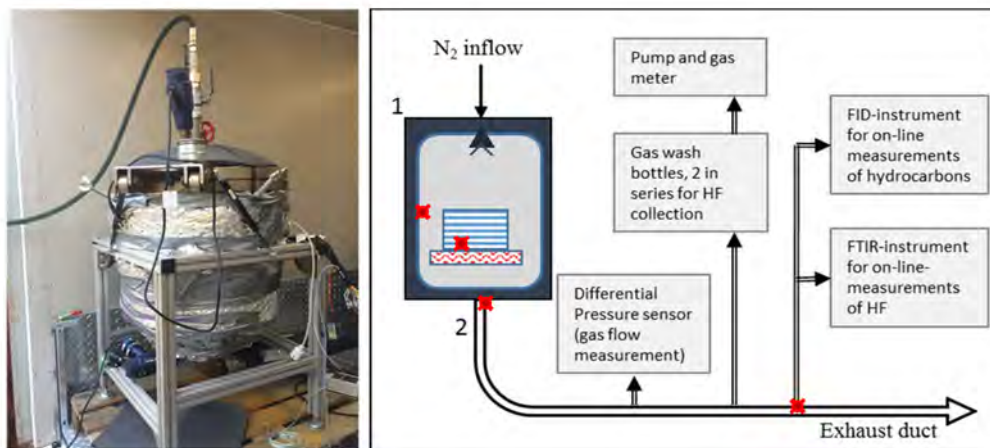 N₂ inflow
1
2
Pump and gas
meter
Gas wash
bottles, 2 in
series for HF
collection
Differential
Pressure sensor
(gas flow
measurement)
FID-instrument
for on-line
measurements
of hydrocarbons
FTIR-instrument
for on-line-
measurements
of HF
Exhaust duct